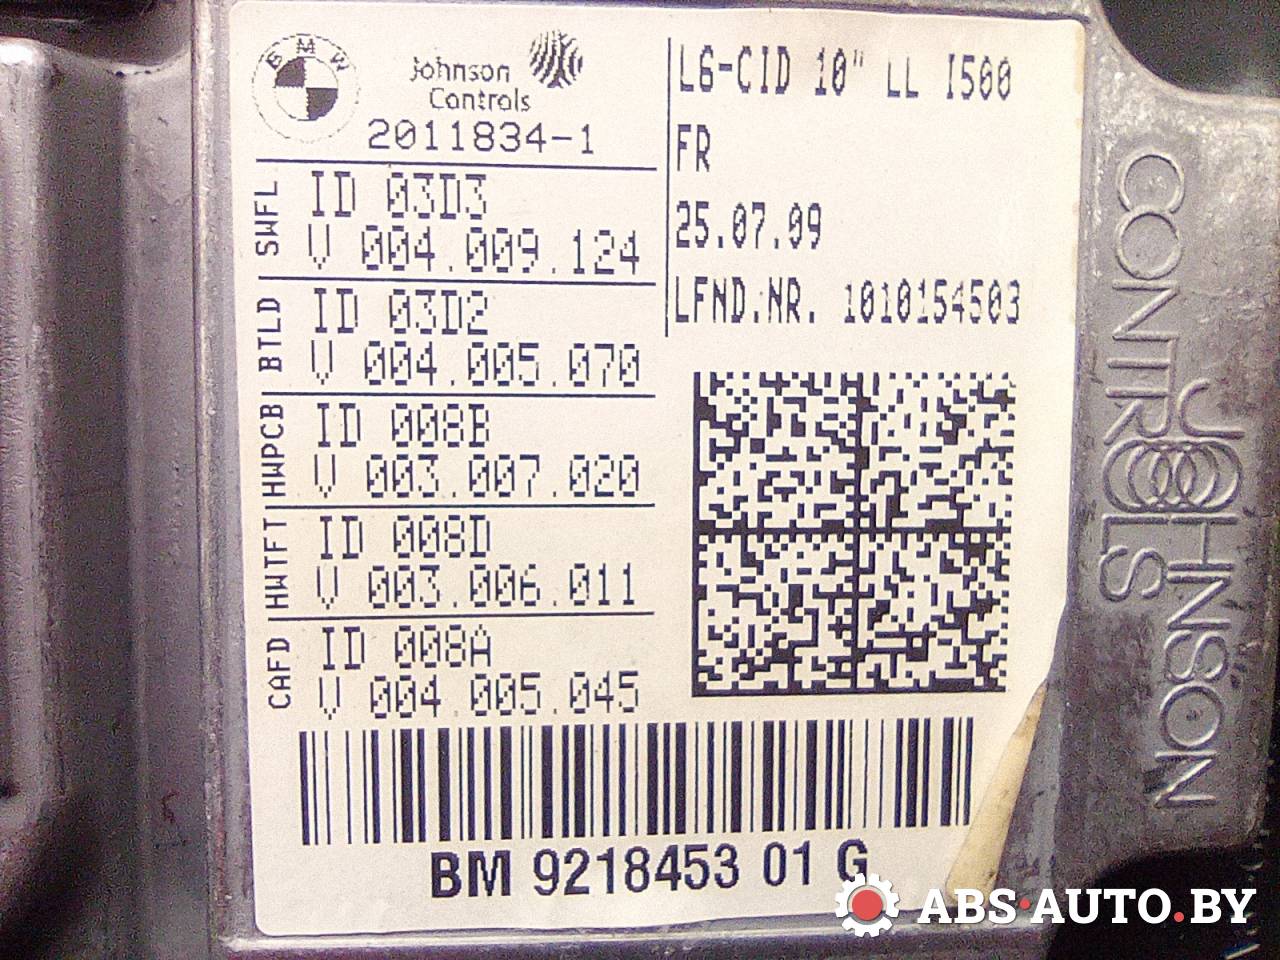 BMW
Johnson
Controls
2011834-1
L6-CID 10" LL I500
FR
25.07.09
LFND.NR. 1010154503
SWFL
ID 03D3
V 004.009.124
BTLD
ID 03D2
V 004.005.070
HWPCB
ID 008B
V 003.007.020
HWTFT
ID 008D
V 003.006.011
CAFD
ID 008A
V 004.005.045
BM 9218453 01 G
JOHNSON
CONTROLS
ABS-AUTO.BY